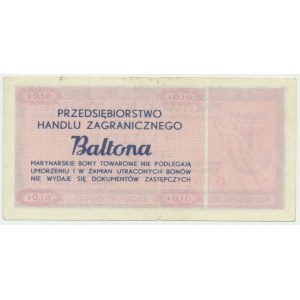 PRZEDSIĘBIORSTWO
HANDLU ZAGRANICZNEGO
Baltona
MARYNARSKIE BONY TOWAROWE NIE PODLEGAJĄ
UMORZENIU I W ZAMIAN UTRACONYCH BONÓW
NIE WYDAJE SIĘ DOKUMENTÓW ZASTĘPCZYCH